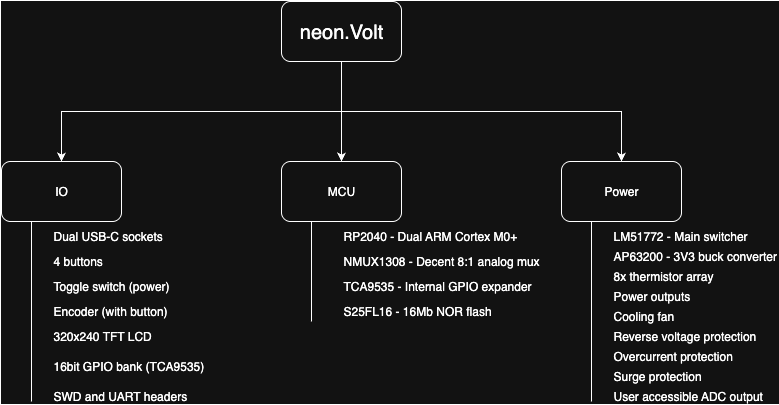 neon.Volt
IO
Dual USB-C sockets
4 buttons
Toggle switch (power)
Encoder (with button)
320x240 TFT LCD
16bit GPIO bank (TCA9535)
SWD and UART headers
MCU
RP2040 - Dual ARM Cortex M0+
NMUX1308 - Decent 8:1 analog mux
TCA9535 - Internal GPIO expander
S25FL16 - 16Mb NOR flash
Power
LM51772 - Main switcher
AP63200 - 3V3 buck converter
8x thermistor array
Power outputs
Cooling fan
Reverse voltage protection
Overcurrent protection
Surge protection
User accessible ADC output